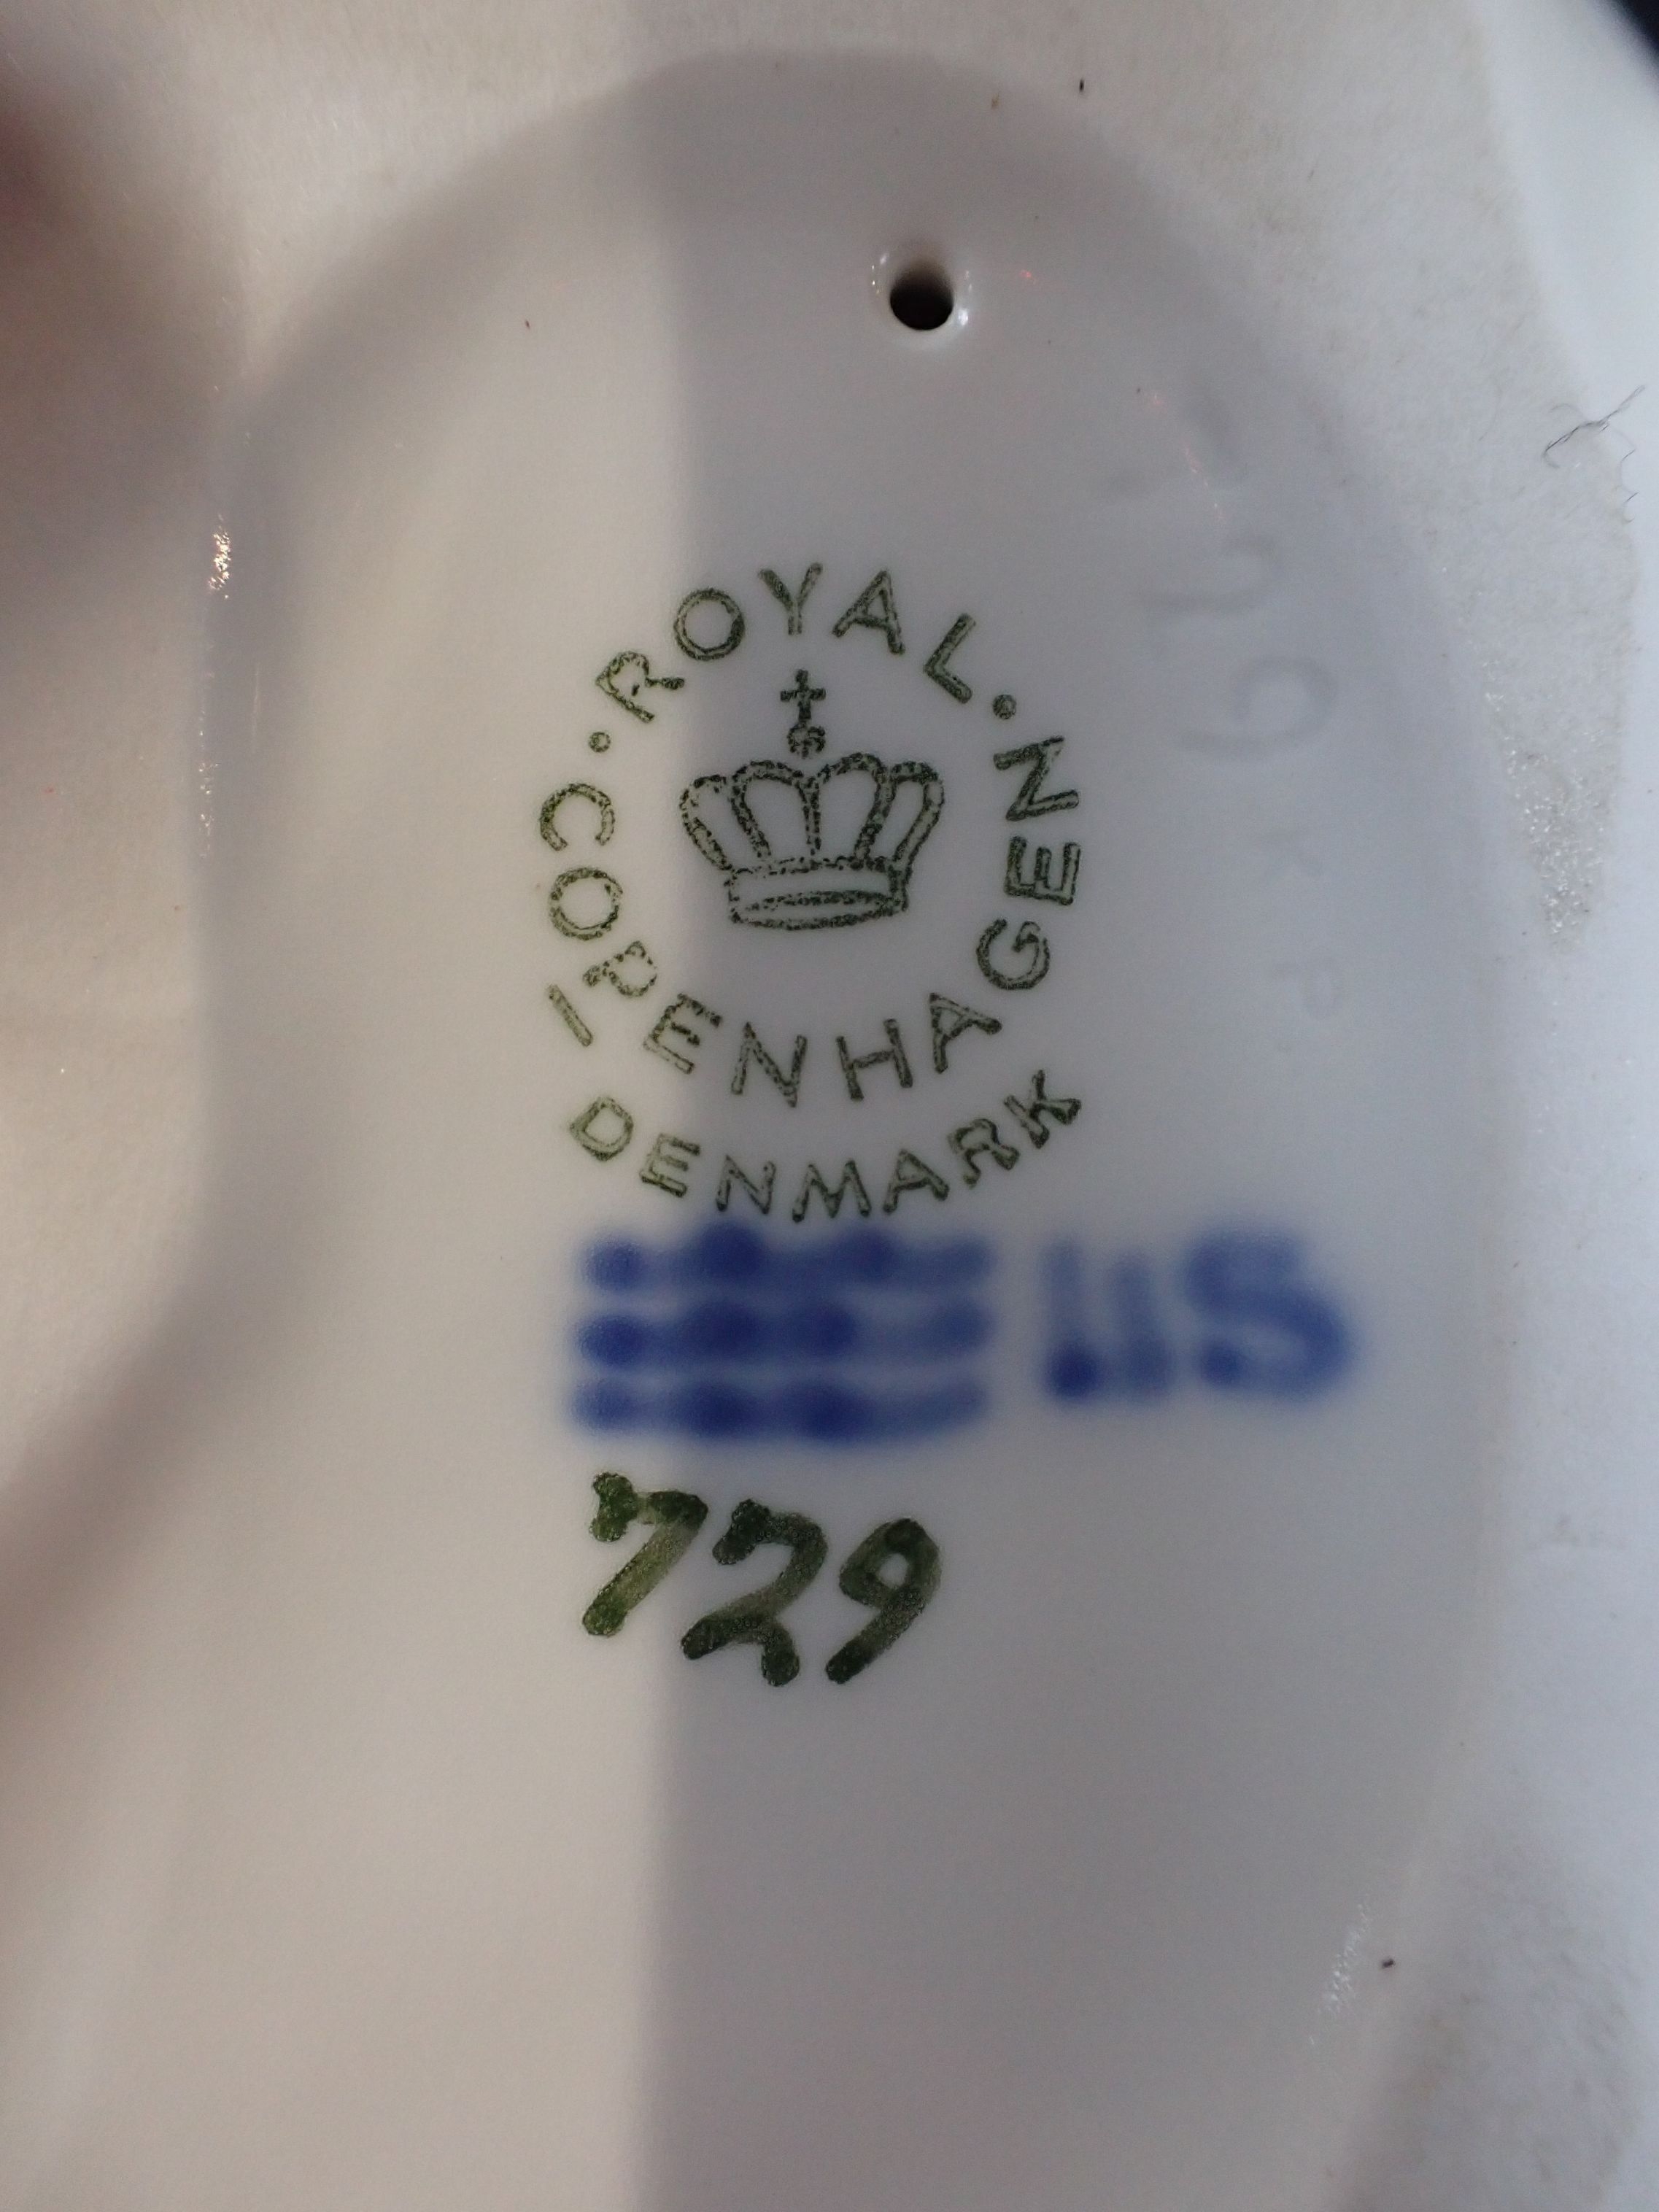 · ROYAL · COPENHAGEN
DENMARK
729